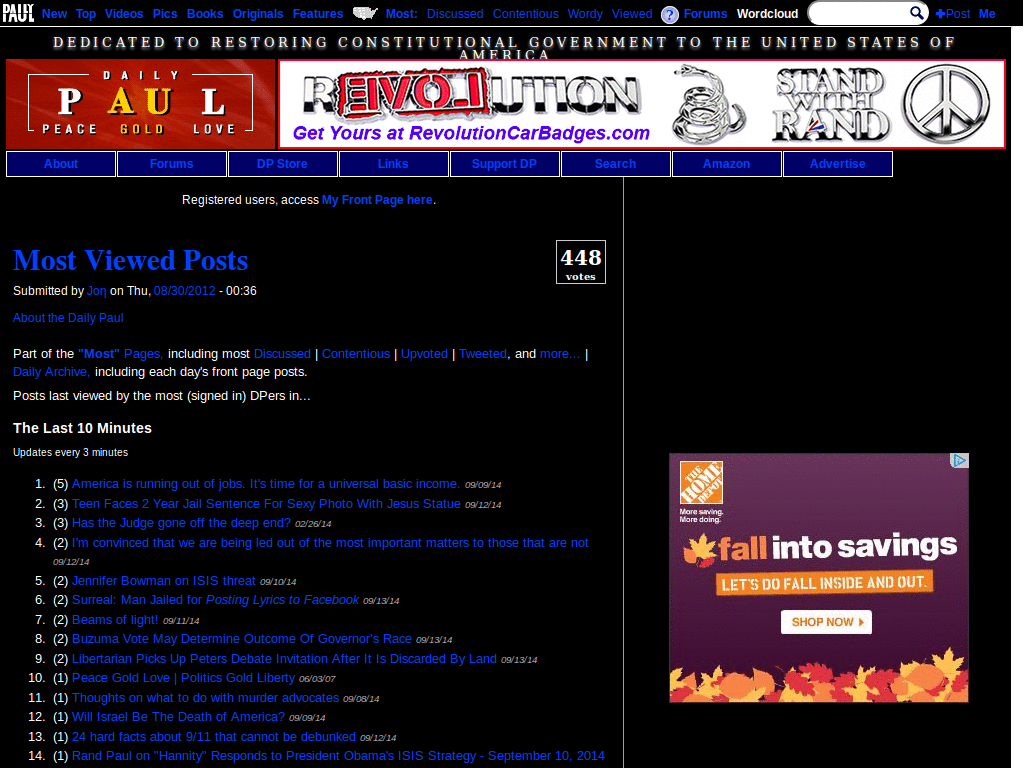 DAILY PAUL New Top Videos Pics Books Originals Features Most: Discussed Contentious Wordy Viewed ? Forums Wordcloud Post Me
DEDICATED TO RESTORING CONSTITUTIONAL GOVERNMENT TO THE UNITED STATES OF
AMERICA
DAILY
PAUL
PEACE GOLD LOVE
REVOLUTION
Get Yours at RevolutionCarBadges.com
STAND
WITH
RAND
About Forums DP Store Links Support DP Search Amazon Advertise
Registered users, access My Front Page here.
448
votes
Most Viewed Posts
Submitted by Jon on Thu, 08/30/2012 - 00:36
About the Daily Paul
Part of the "Most" Pages, including most Discussed | Contentious | Upvoted | Tweeted, and more... |
Daily Archive, including each day's front page posts.
Posts last viewed by the most (signed in) DPers in...
The Last 10 Minutes
Updates every 3 minutes
1. (5) America is running out of jobs. It's time for a universal basic income. 09/09/14
2. (3) Teen Faces 2 Year Jail Sentence For Sexy Photo With Jesus Statue 09/12/14
3. (3) Has the Judge gone off the deep end? 02/26/14
4. (2) I'm convinced that we are being led out of the most important matters to those that are not
09/12/14
5. (2) Jennifer Bowman on ISIS threat 09/10/14
6. (2) Surreal: Man Jailed for Posting Lyrics to Facebook 09/13/14
7. (2) Beams of light! 09/11/14
8. (2) Buzuma Vote May Determine Outcome Of Governor's Race 09/13/14
9. (2) Libertarian Picks Up Peters Debate Invitation After It Is Discarded By Land 09/13/14
10. (1) Peace Gold Love | Politics Gold Liberty 06/03/07
11. (1) Thoughts on what to do with murder advocates 09/08/14
12. (1) Will Israel Be The Death of America? 09/09/14
13. (1) 24 hard facts about 9/11 that cannot be debunked 09/12/14
14. (1) Rand Paul on "Hannity" Responds to President Obama's ISIS Strategy - September 10, 2014
THE
HOME
DEPOT
More saving.
More doing.
fall into savings
LET'S DO FALL INSIDE AND OUT.
SHOP NOW